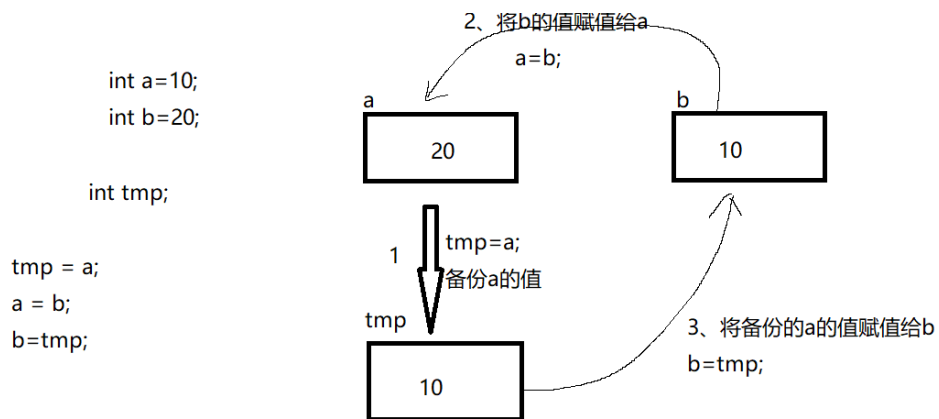 int a=10;
int b=20;
int tmp;
tmp = a;
a = b;
b=tmp;
2、将b的值赋值给a
a=b;
a
20
b
10
1
tmp=a;
备份a的值
tmp
10
3、将备份的a的值赋值给b
b=tmp;